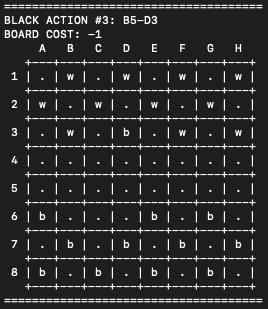 =====================================
BLACK ACTION #3: B5-D3
BOARD COST: -1
     A   B   C   D   E   F   G   H
   +---+---+---+---+---+---+---+---+
 1 | . | w | . | w | . | w | . | w |
   +---+---+---+---+---+---+---+---+
 2 | w | . | w | . | w | . | w | . |
   +---+---+---+---+---+---+---+---+
 3 | . | w | . | b | . | w | . | w |
   +---+---+---+---+---+---+---+---+
 4 | . | . | . | . | . | . | . | . |
   +---+---+---+---+---+---+---+---+
 5 | . | . | . | . | . | . | . | . |
   +---+---+---+---+---+---+---+---+
 6 | b | . | . | . | b | . | b | . |
   +---+---+---+---+---+---+---+---+
 7 | . | b | . | b | . | b | . | b |
   +---+---+---+---+---+---+---+---+
 8 | b | . | b | . | b | . | b | . |
   +---+---+---+---+---+---+---+---+
=====================================